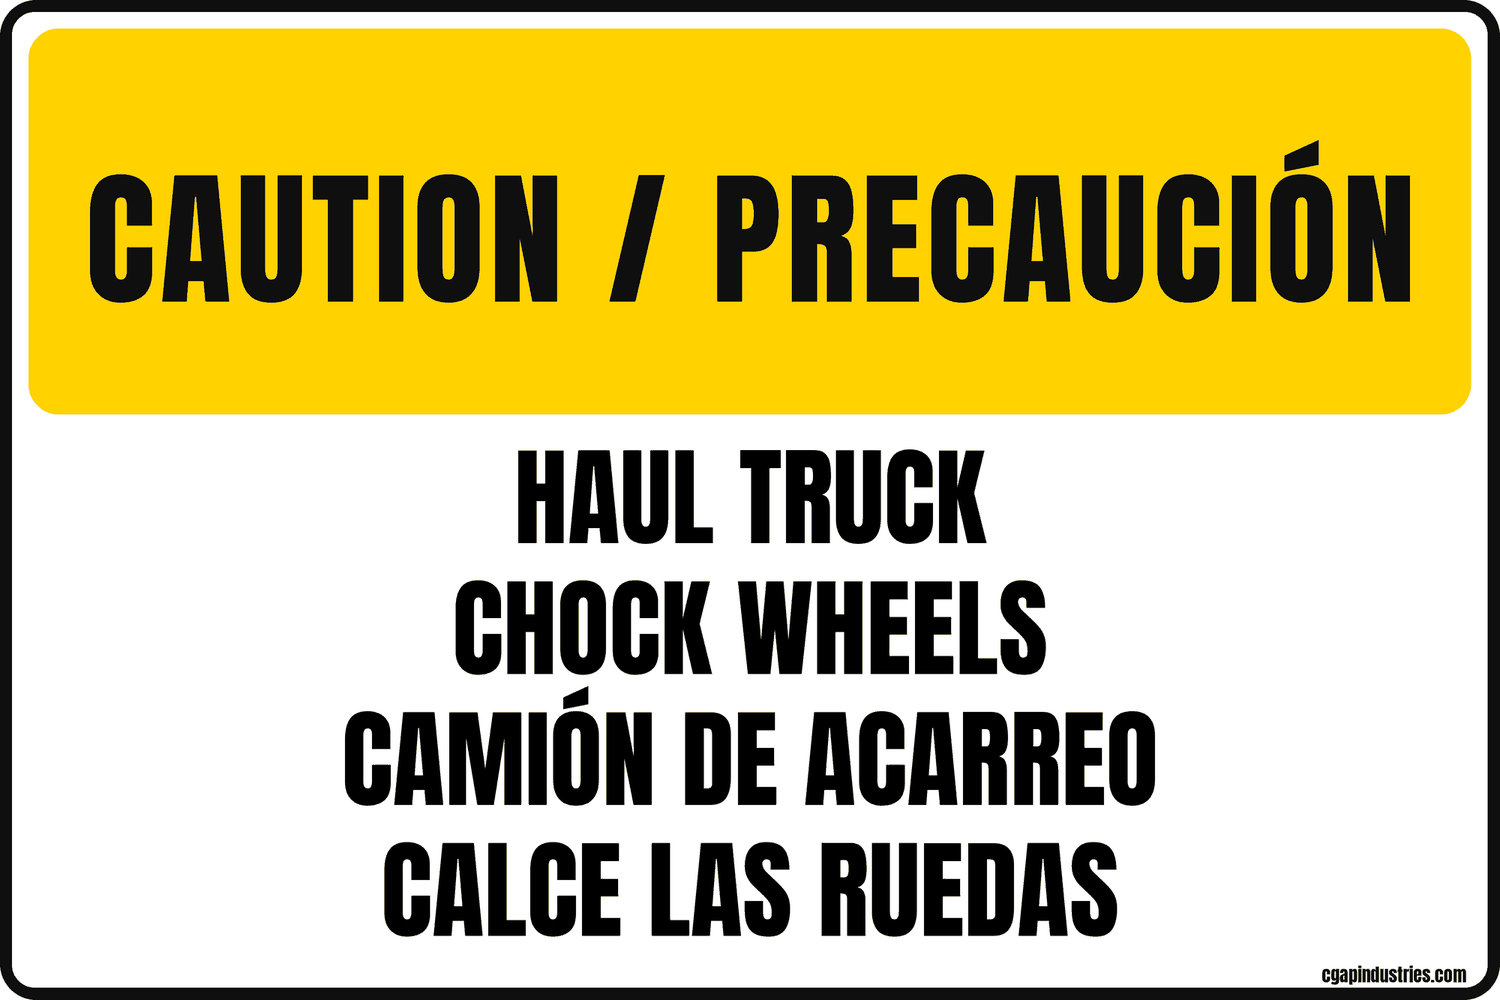 CAUTION / PRECAUCIÓN
HAUL TRUCK
CHOCK WHEELS
CAMIÓN DE ACARREO
CALCE LAS RUEDAS
cgapindustries.com